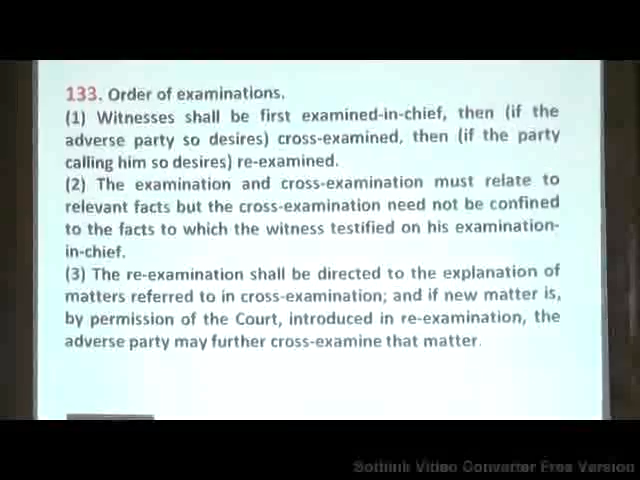 133. Order of examinations.
(1) Witnesses shall be first examined-in-chief, then (if the
adverse party so desires) cross-examined, then (if the party
calling him so desires) re-examined.
(2) The examination and cross-examination must relate to
relevant facts but the cross-examination need not be confined
to the facts to which the witness testified on his examination-
in-chief.
(3) The re-examination shall be directed to the explanation of
matters referred to in cross-examination; and if new matter is,
by permission of the Court, introduced in re-examination, the
adverse party may further cross-examine that matter.
Sothink Video Converter Free Version